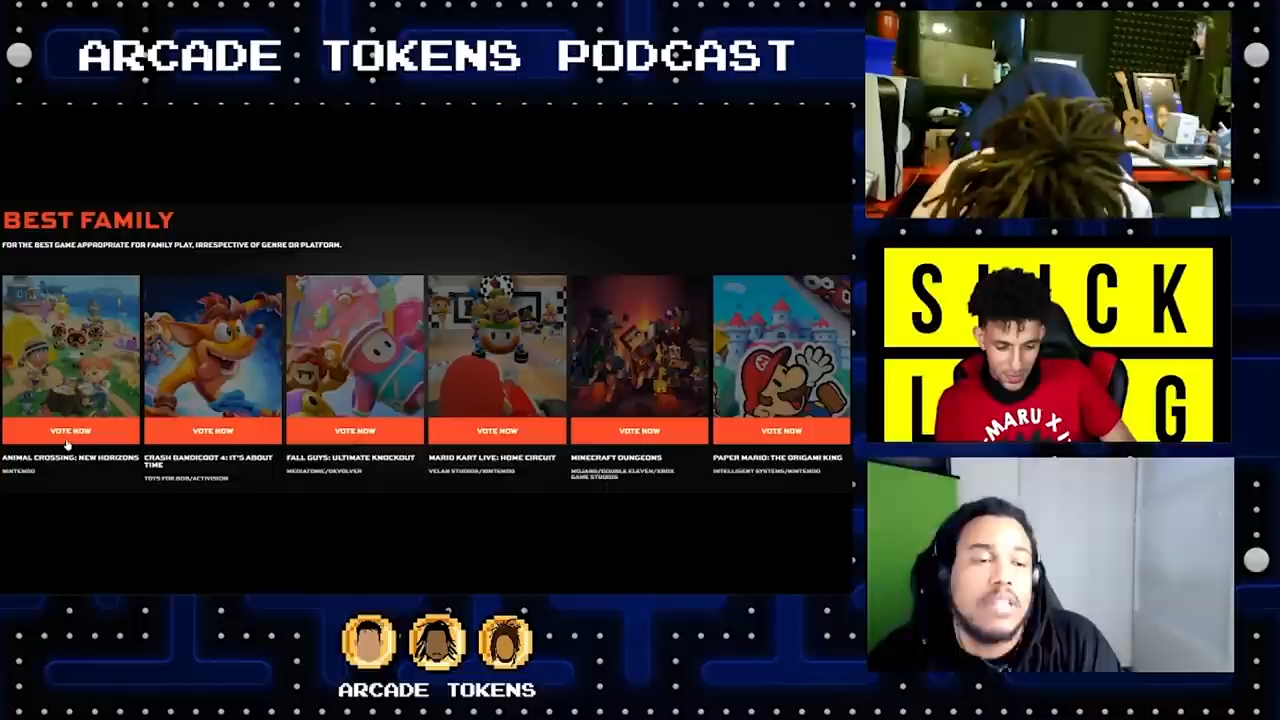 ARCADE TOKENS PODCAST
BEST FAMILY
FOR THE BEST GAME APPROPRIATE FOR FAMILY PLAY, IRRESPECTIVE OF GENRE OR PLATFORM.
VOTE NOW
VOTE NOW
VOTE NOW
VOTE NOW
VOTE NOW
VOTE NOW
ANIMAL CROSSING: NEW HORIZONS
NINTENDO
CRASH BANDICOOT 4: IT'S ABOUT
TIME
TOYS FOR BOB/ACTIVISION
FALL GUYS: ULTIMATE KNOCKOUT
MEDIATONIC/DEVOLVER
MARIO KART LIVE: HOME CIRCUIT
VELAN STUDIOS/NINTENDO
MINECRAFT DUNGEONS
MOJANG/DOUBLE ELEVEN/XBOX
GAME STUDIOS
PAPER MARIO: THE ORIGAMI KING
INTELLIGENT SYSTEMS/NINTENDO
ARCADE TOKENS